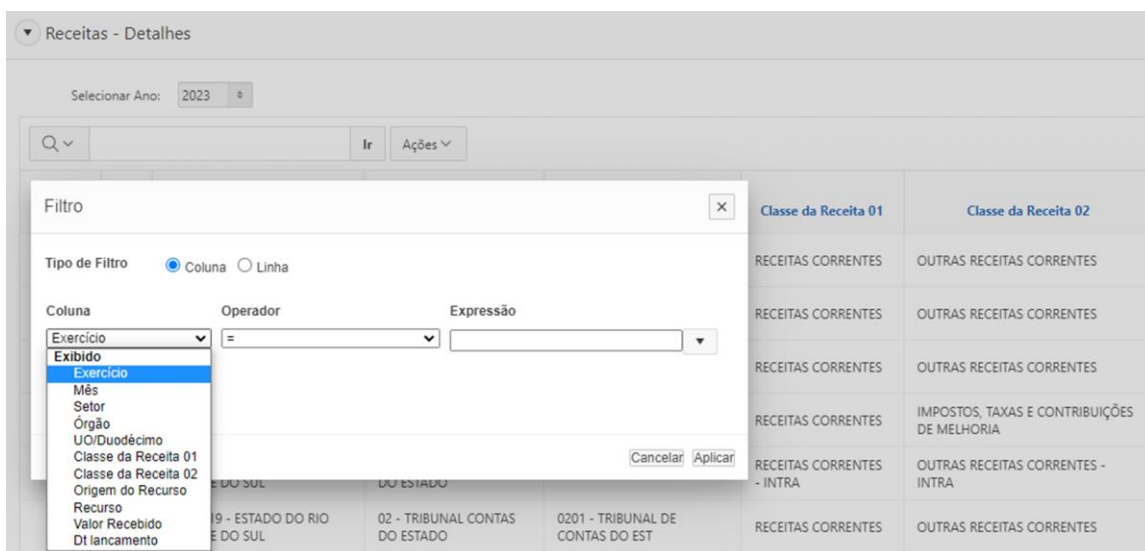 Receitas - Detalhes
Selecionar Ano: 2023
Ir Ações
Filtro
Classe da Receita 01 Classe da Receita 02
Tipo de Filtro Coluna Linha
RECEITAS CORRENTES OUTRAS RECEITAS CORRENTES
Coluna Operador Expressão
RECEITAS CORRENTES OUTRAS RECEITAS CORRENTES
Exercício =
Exibido
Exercício
Mês
Setor
Órgão
UO/Duodécimo
Classe da Receita 01
Classe da Receita 02
Origem do Recurso
Recurso
Valor Recebido
Dt lancamento
RECEITAS CORRENTES OUTRAS RECEITAS CORRENTES
RECEITAS CORRENTES IMPOSTOS, TAXAS E CONTRIBUIÇÕES
DE MELHORIA
Cancelar Aplicar
RECEITAS CORRENTES OUTRAS RECEITAS CORRENTES -
- INTRA INTRA
E DO SUL DO ESTADO
19 - ESTADO DO RIO 02 - TRIBUNAL CONTAS 0201 - TRIBUNAL DE
E DO SUL DO ESTADO CONTAS DO EST
RECEITAS CORRENTES OUTRAS RECEITAS CORRENTES